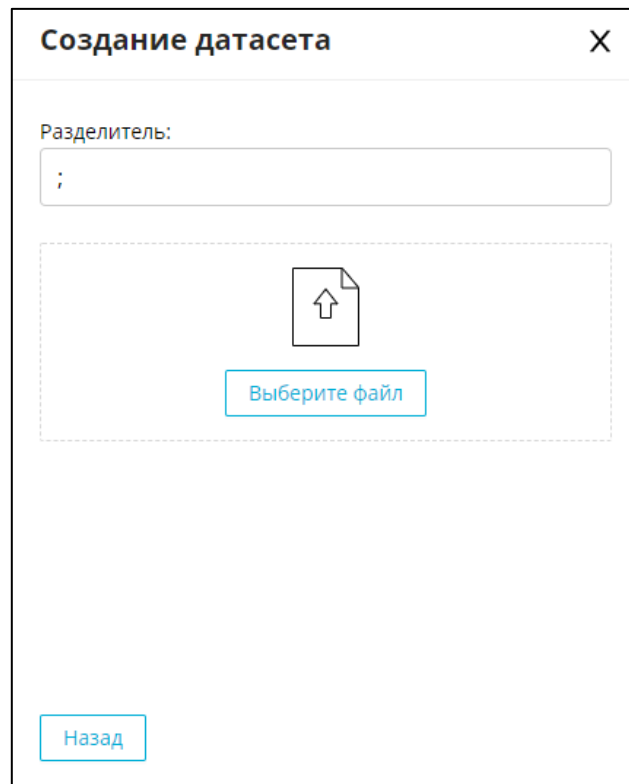 Создание датасета X
Разделитель:
;
Выберите файл
Назад